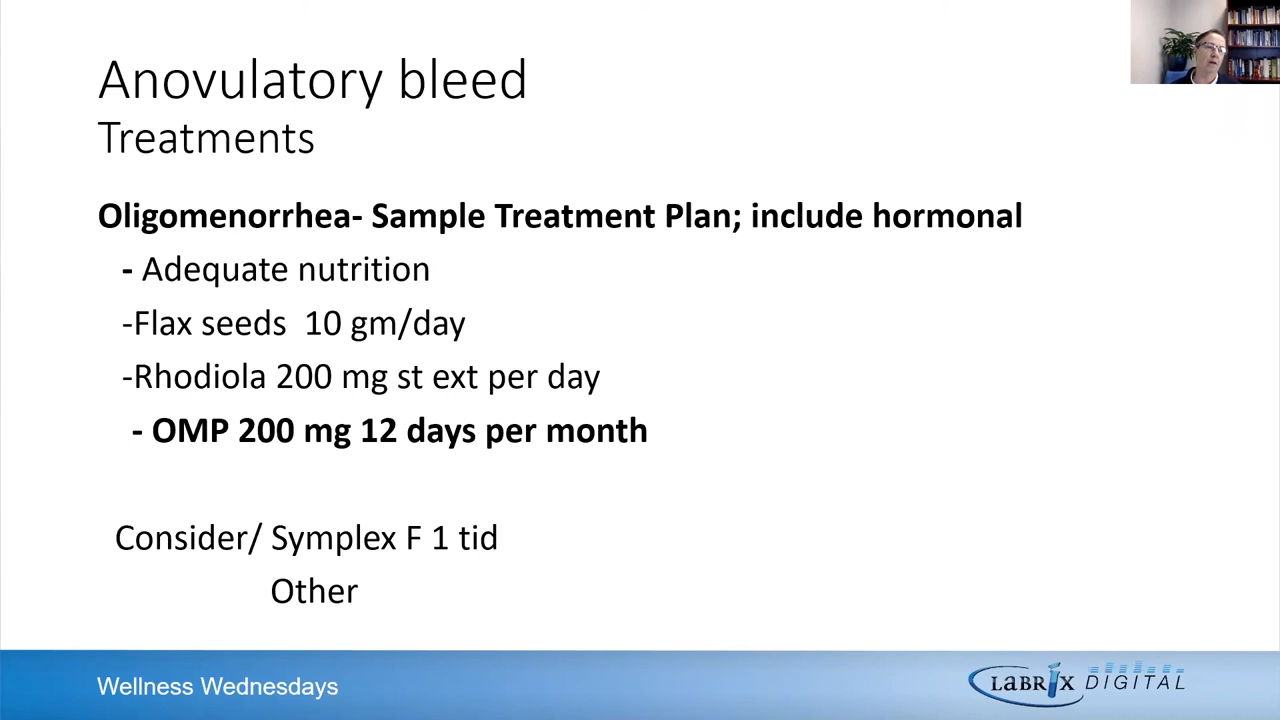 Anovulatory bleed
Treatments
Oligomenorrhea- Sample Treatment Plan; include hormonal
- Adequate nutrition
-Flax seeds  10 gm/day
-Rhodiola 200 mg st ext per day
- OMP 200 mg 12 days per month
Consider/ Symplex F 1 tid
Other
Wellness Wednesdays
LABRIX DIGITAL